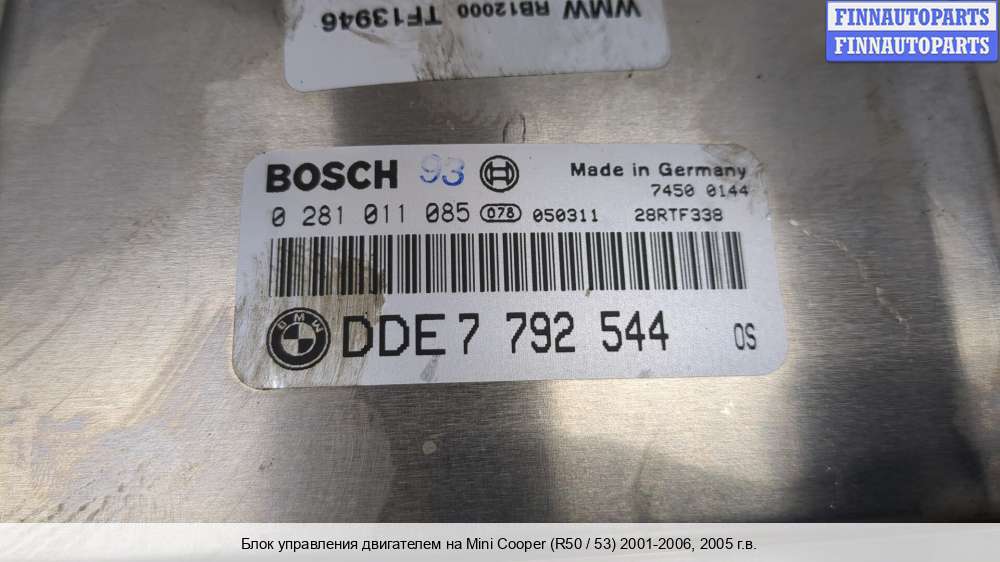 FINNAUTOPARTS
FINNAUTOPARTS
WMW RB12000 TF13946
BOSCH 93 Made in Germany
7450 0144
0 281 011 085 078 050311 28RTF338
BMW DDE 7 792 544 OS
Блок управления двигателем на Mini Cooper (R50 / 53) 2001-2006, 2005 г.в.